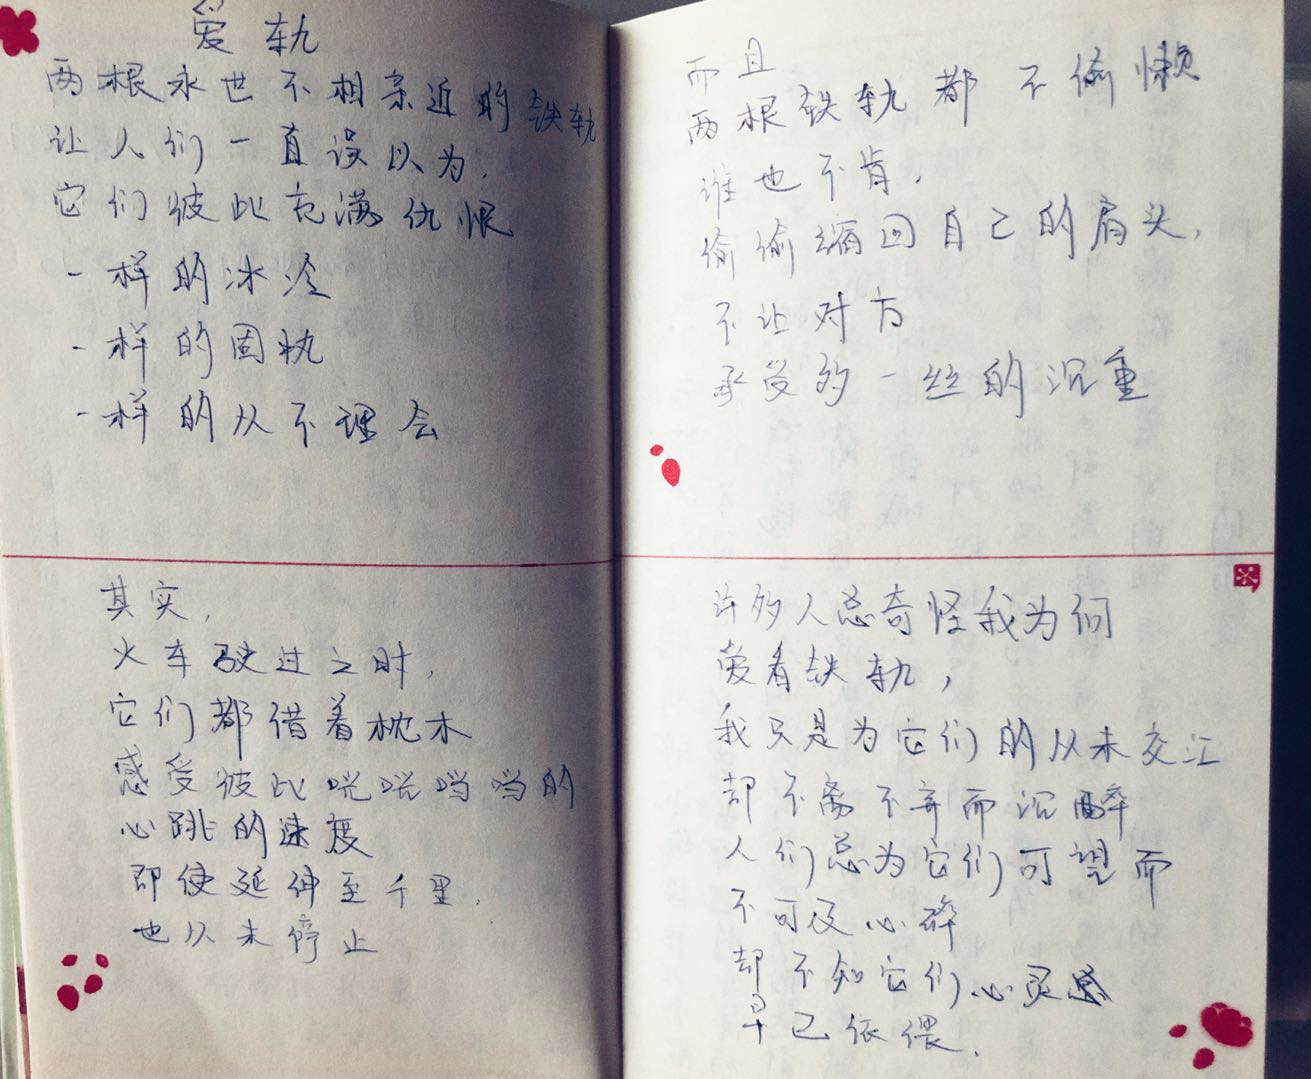 爱轨
两根永世不相亲近的铁轨
让人们一直误以为，
它们彼此充满仇恨
一样的冰冷
一样的固执
一样的从不理会
其实，
火车驶过之时，
它们都借着枕木
感受彼此咣咣当当的
心跳的速度
即使延伸至千里，
也从未停止
而且
两根铁轨都不偷懒
谁也不肯，
偷偷缩回自己的肩头，
不让对方
承受多一丝的沉重
许多人总奇怪我为何
爱看铁轨，
我只是为它们的从未交汇
却不离不弃而沉醉
人们总为它们可望而
不可及心碎
却不知它们心灵
早已依偎．